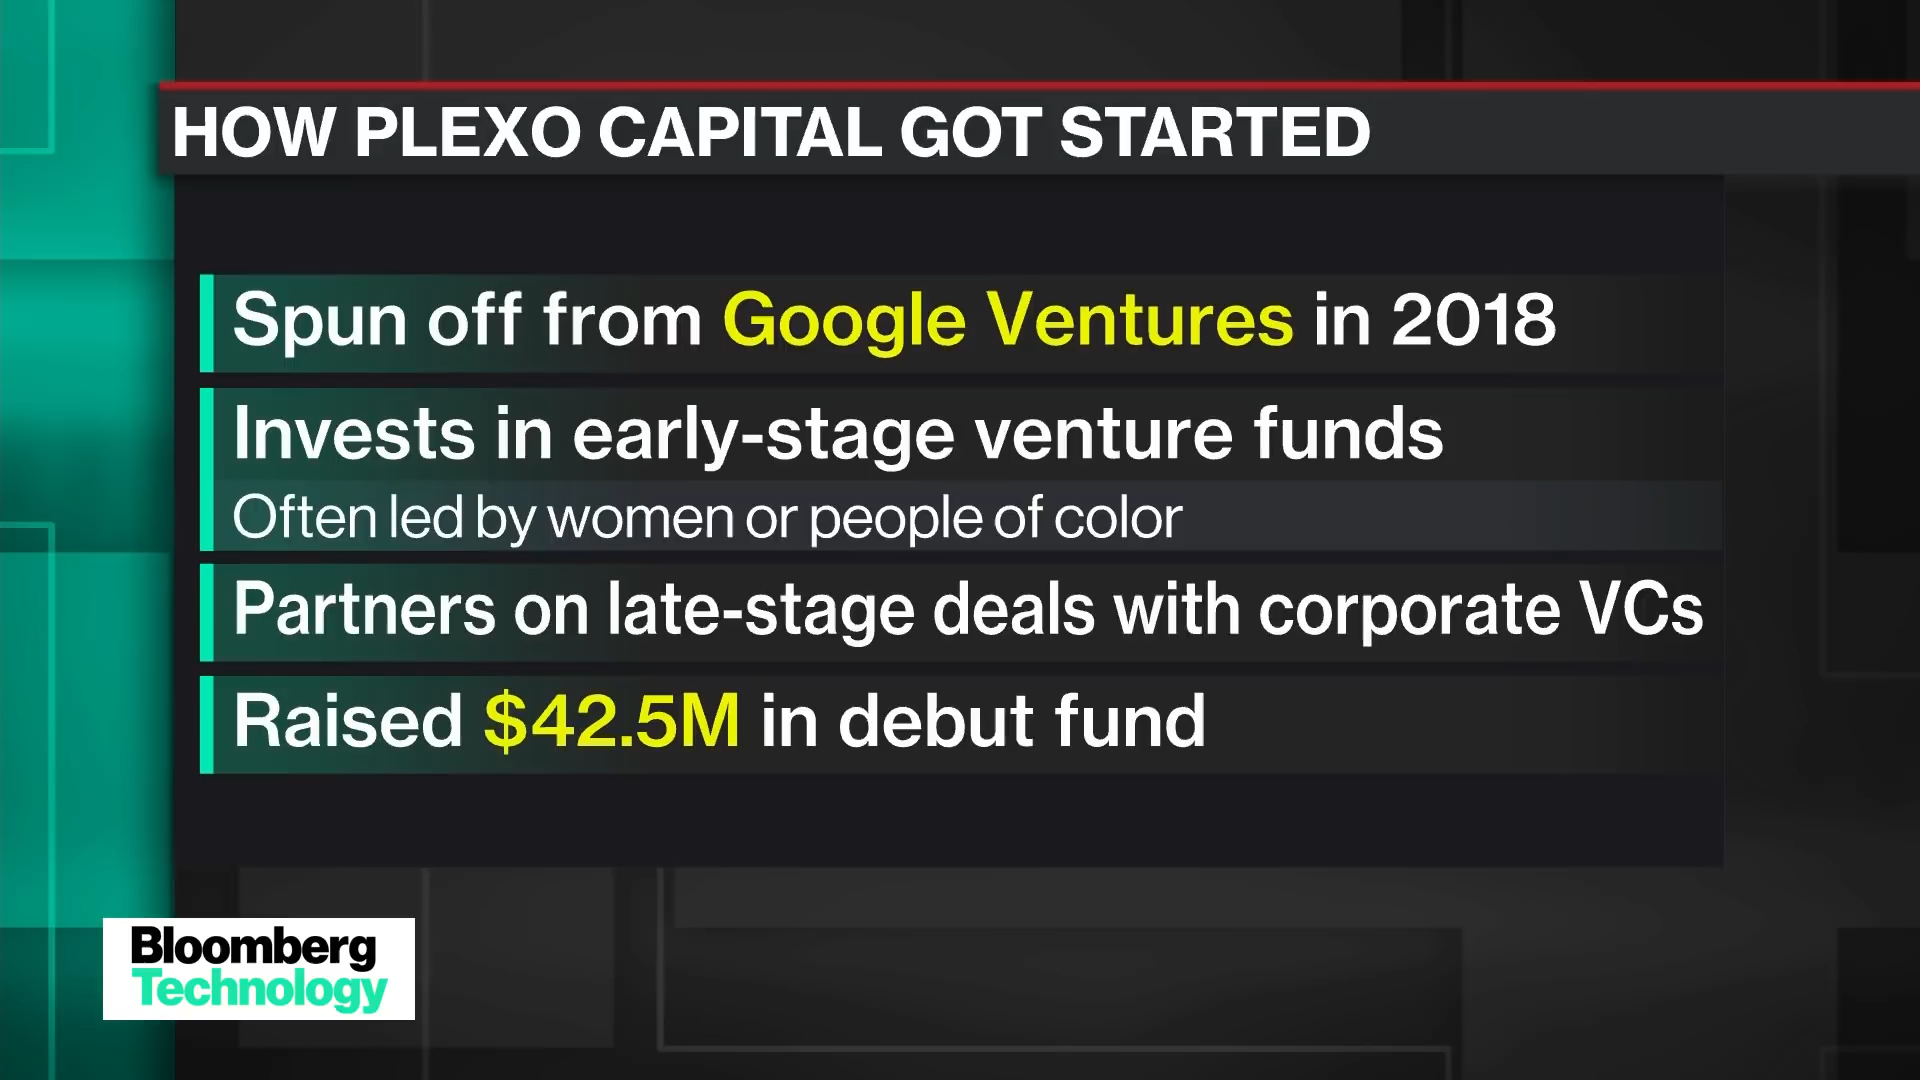 HOW PLEXO CAPITAL GOT STARTED
Spun off from Google Ventures in 2018
Invests in early-stage venture funds
Often led by women or people of color
Partners on late-stage deals with corporate VCs
Raised $42.5M in debut fund
Bloomberg
Technology